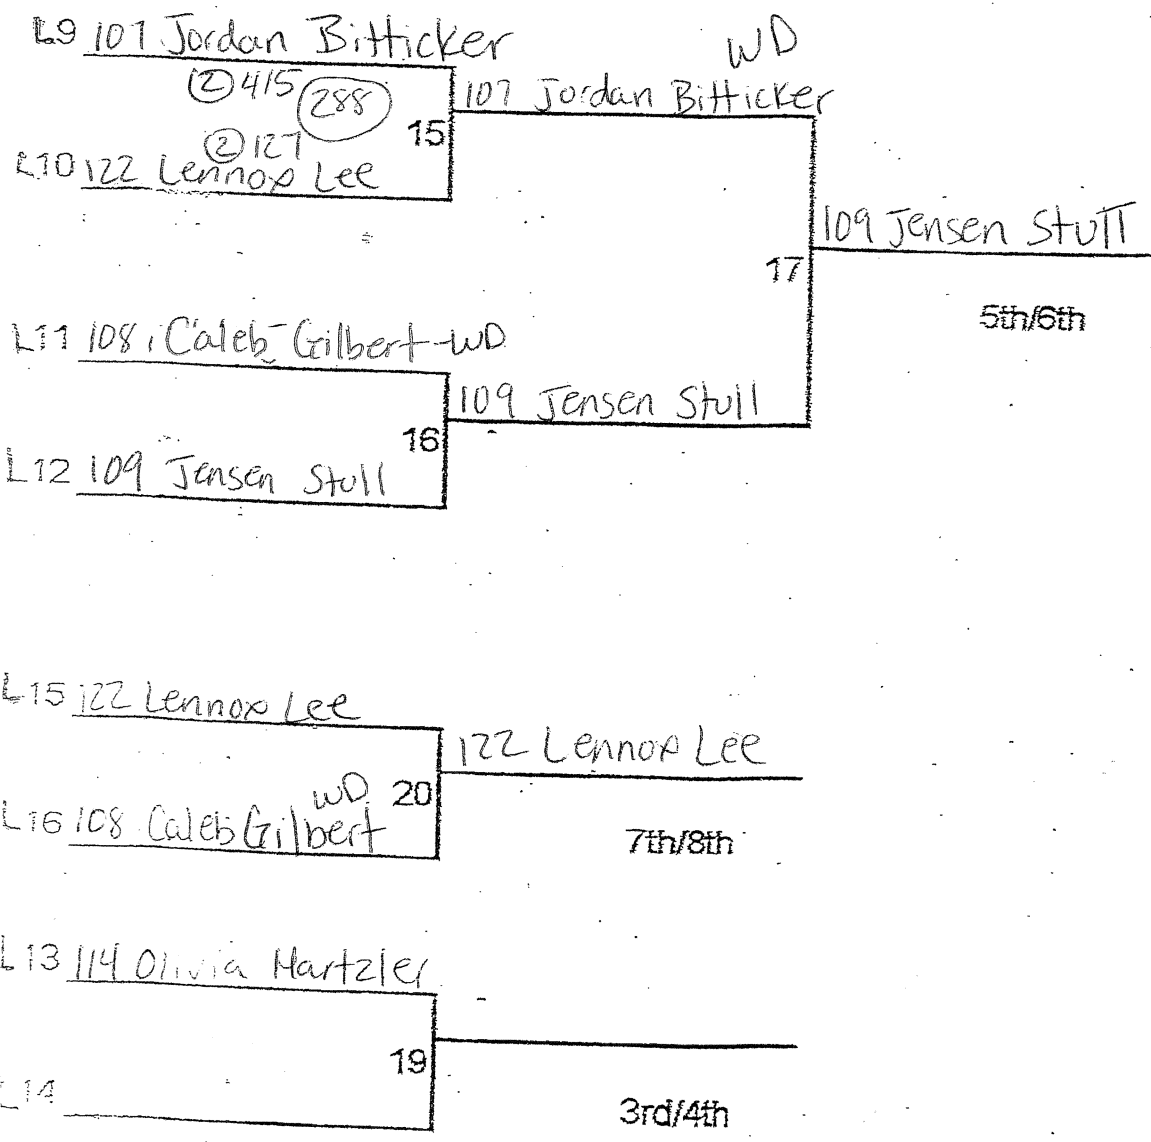 L9 107 Jordan Bitticker
WD
② 415
288
107 Jordan Bitticker
15
② 127
L10 122 Lennox Lee
109 Jensen Stull
17
5th/6th
L11 108 Caleb Gilbert-WD
109 Jensen Stull
16
L12 109 Jensen Stull
L15 122 Lennox Lee
122 Lennox Lee
WD
20
L16 108 Caleb Gilbert
7th/8th
L13 114 Olivia Hartzler
19
L14
3rd/4th